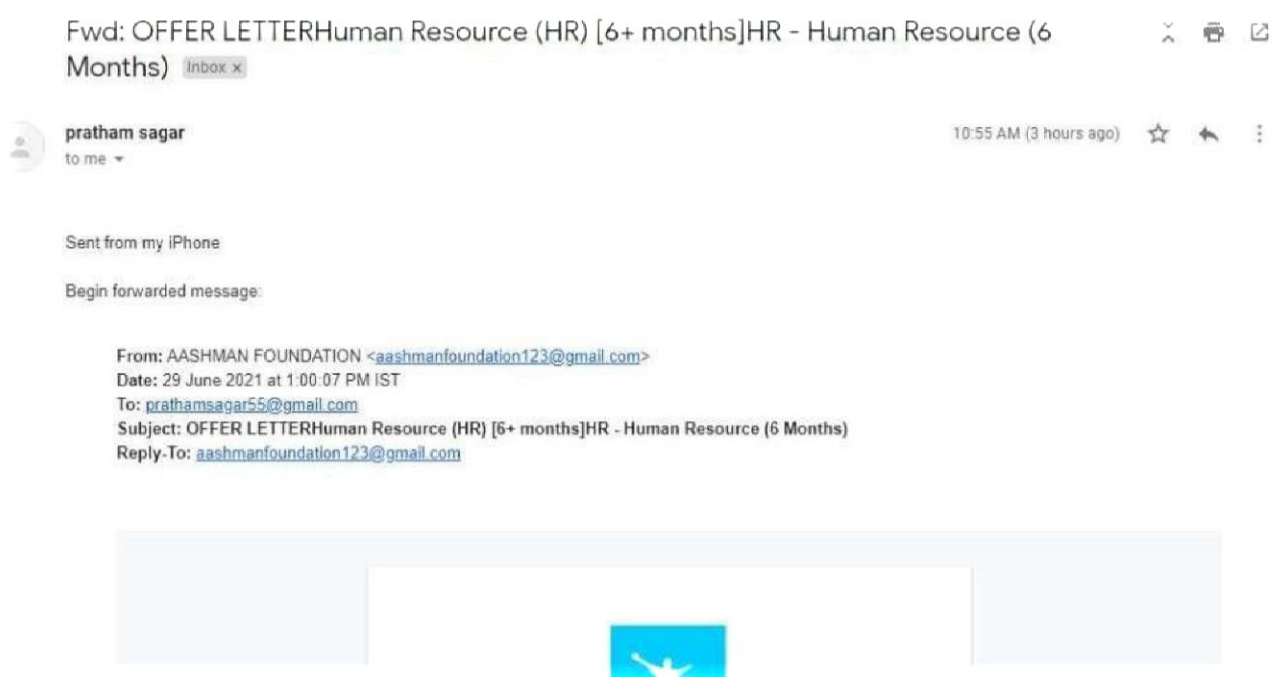 Fwd: OFFER LETTERHuman Resource (HR) [6+ months]HR - Human Resource (6
Months) Inbox x
pratham sagar
10:55 AM (3 hours ago)
to me
Sent from my iPhone
Begin forwarded message:
From: AASHMAN FOUNDATION <aashmanfoundation123@gmail.com>
Date: 29 June 2021 at 1:00:07 PM IST
To: prathamsagar55@gmail.com
Subject: OFFER LETTERHuman Resource (HR) [6+ months]HR - Human Resource (6 Months)
Reply-To: aashmanfoundation123@gmail.com